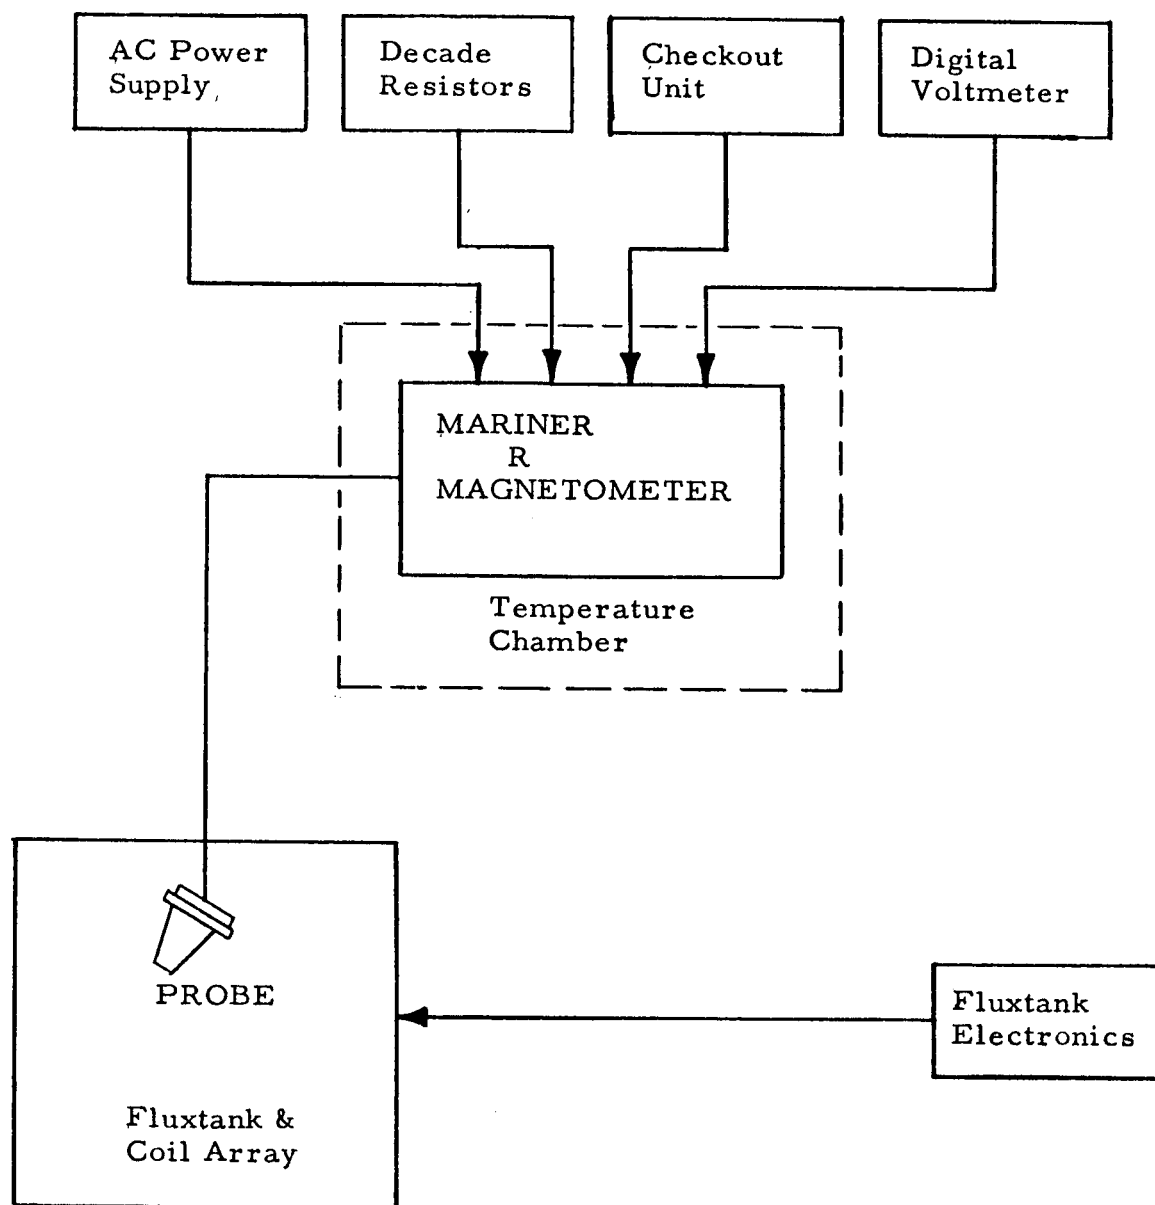 AC Power
Supply
Decade
Resistors
Checkout
Unit
Digital
Voltmeter
MARINER
R
MAGNETOMETER
Temperature
Chamber
PROBE
Fluxtank
Electronics
Fluxtank &
Coil Array